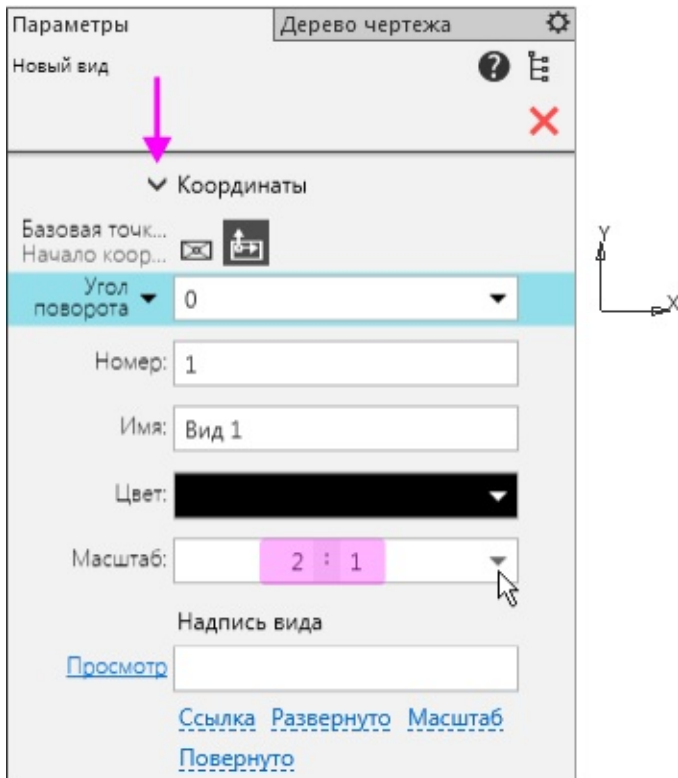 Параметры Дерево чертежа
Новый вид
Координаты
Базовая точк...
Начало коор...
Угол
поворота 0
Номер: 1
Имя: Вид 1
Цвет:
Масштаб: 2 : 1
Надпись вида
Просмотр
Ссылка Развернуто Масштаб
Повернуто
Y
X